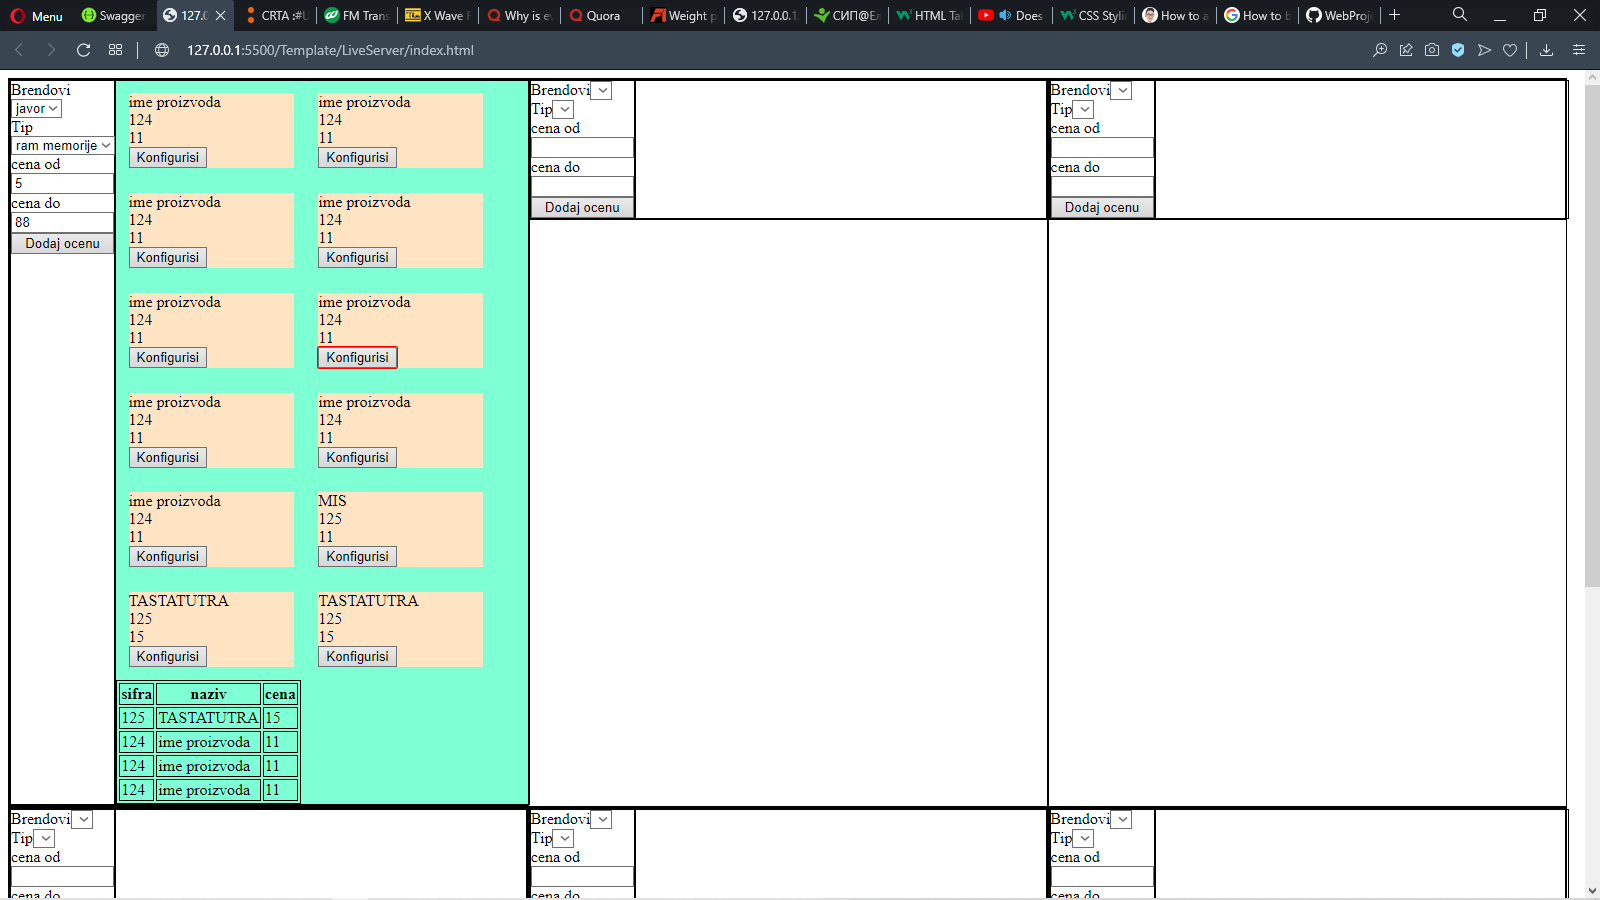 Menu
Swagger
127.0
CRTA :#U
FM Trans
X Wave F
Why is ev
Quora
Weight p
127.0.0.1:
СИП@Ел
HTML Tab
Does
CSS Stylin
How to a
How to b
WebProje
127.0.0.1:5500/Template/LiveServer/index.html
Brendovi
javor
Tip
ram memorije
cena od
5
cena do
88
Dodaj ocenu
ime proizvoda
124
11
Konfigurisi
ime proizvoda
124
11
Konfigurisi
ime proizvoda
124
11
Konfigurisi
ime proizvoda
124
11
Konfigurisi
ime proizvoda
124
11
Konfigurisi
ime proizvoda
124
11
Konfigurisi
ime proizvoda
124
11
Konfigurisi
ime proizvoda
124
11
Konfigurisi
ime proizvoda
124
11
Konfigurisi
MIS
125
11
Konfigurisi
TASTATUTRA
125
15
Konfigurisi
TASTATUTRA
125
15
Konfigurisi
sifra naziv cena
125 TASTATUTRA 15
124 ime proizvoda 11
124 ime proizvoda 11
124 ime proizvoda 11
Brendovi
Tip
cena od
cena do
Dodaj ocenu
Brendovi
Tip
cena od
cena do
Dodaj ocenu
Brendovi
Tip
cena od
cena do
Brendovi
Tip
cena od
cena do
Brendovi
Tip
cena od
cena do